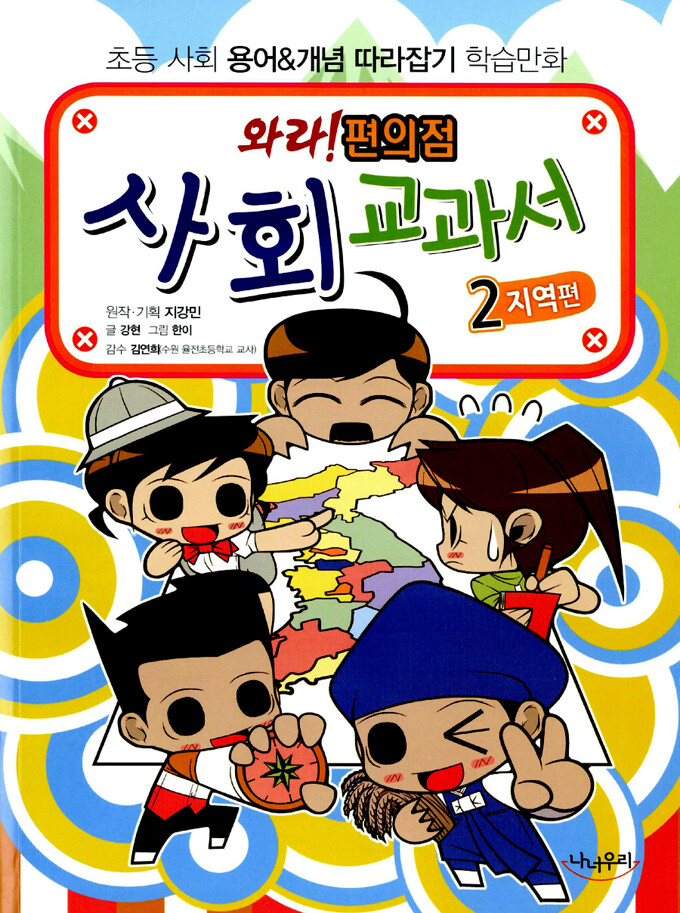 초등 사회 용어&개념 따라잡기 학습만화
와라!편의점
사회교과서
2 지역편
원작·기획 지강민
글 강현 그림 한이
감수 김연희(수원 율전초등학교 교사)
나너우리